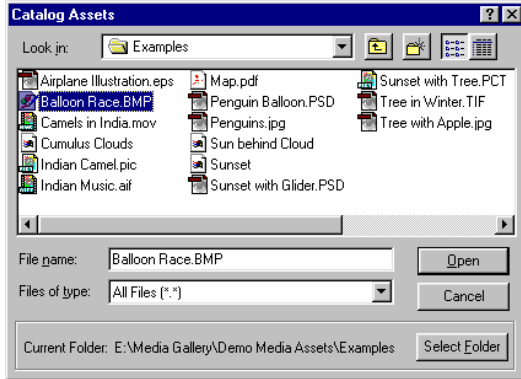 Catalog Assets
Look in: Examples
Airplane Illustration.eps
Balloon Race.BMP
Camels in India.mov
Cumulus Clouds
Indian Camel.pic
Indian Music.aif
Map.pdf
Penguin Balloon.PSD
Penguins.jpg
Sun behind Cloud
Sunset
Sunset with Glider.PSD
Sunset with Tree.PCT
Tree in Winter.TIF
Tree with Apple.jpg
File name: Balloon Race.BMP
Open
Files of type: All Files (*.*)
Cancel
Current Folder: E:\Media Gallery\Demo Media Assets\Examples
Select Folder